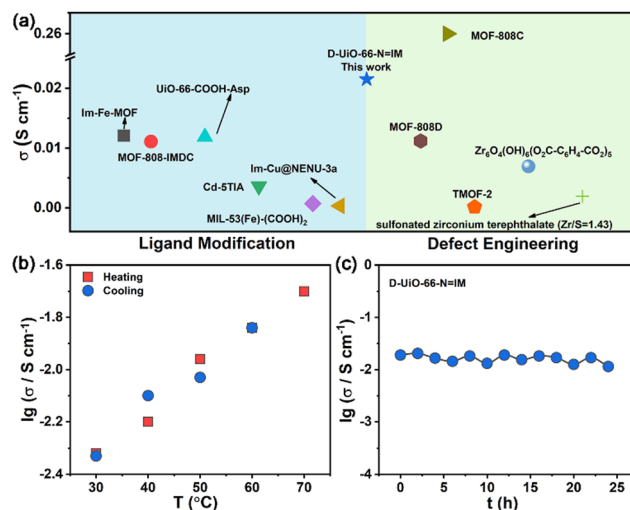 (a)
0.26
0.02
0.01
0.00
σ (S cm⁻¹)
MOF-808C
D-UiO-66-N=IM
This work
UiO-66-COOH-Asp
Im-Fe-MOF
MOF-808-IMDC
MOF-808D
Zr₆O₄(OH)₆(O₂C-C₆H₄-CO₂)₅
Im-Cu@NENU-3a
Cd-5TIA
MIL-53(Fe)-(COOH)₂
TMOF-2
sulfonated zirconium terephthalate (Zr/S=1.43)
Ligand Modification
Defect Engineering
(b)
-1.6
-1.8
-2.0
-2.2
-2.4
lg (σ / S cm⁻¹)
Heating
Cooling
30 40 50 60 70
T (°C)
(c)
-0
-1
-2
-3
-4
lg (σ / S cm⁻¹)
D-UiO-66-N=IM
0 5 10 15 20 25
t (h)